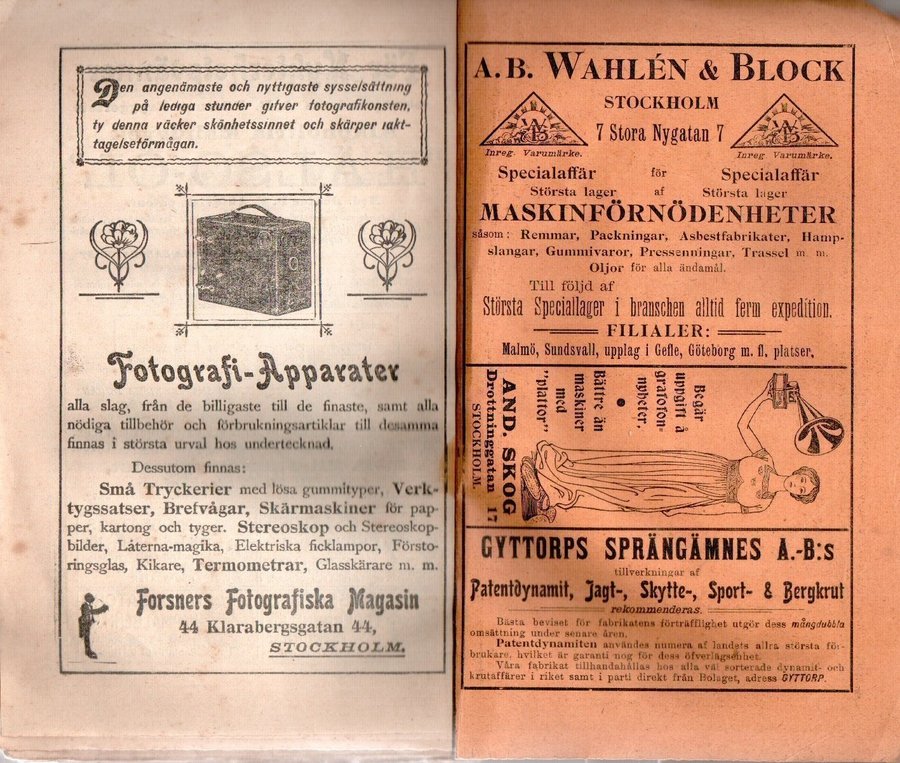 Den angenämaste och nyttigaste sysselsättning
på lediga stunder gifver fotografikonsten,
ty denna väcker skönhetssinnet och skärper iakt-
tagelseförmågan.
Fotografi-Apparater
alla slag, från de billigaste till de finaste, samt alla
nödiga tillbehör och förbrukningsartiklar till desamma
finnas i största urval hos undertecknad.
Dessutom finnas:
Små Tryckerier med lösa gummityper, Verk-
tygssatser, Brefvågar, Skärmaskiner för pap-
per, kartong och tyger. Stereoskop och Stereoskop-
bilder, Låterna-magika, Elektriska ficklampor, Försto-
ringsglas, Kikare, Termometrar, Glasskärare m. m.
Forsners Fotografiska Magasin
44 Klarabergsgatan 44,
STOCKHOLM.
A.B. WAHLÉN & BLOCK
STOCKHOLM
7 Stora Nygatan 7
Inreg. Varumärke.
Inreg. Varumärke.
Specialaffär för Specialaffär
Största lager af Största lager
MASKINFÖRNÖDENHETER
såsom: Remmar, Packningar, Asbestfabrikater, Hamp-
slangar, Gummivaror, Pressenningar, Trassel m. m.
Oljor för alla ändamål.
Till följd af
Största Speciallager i branschen alltid ferm expedition.
FILIALER:
Malmö, Sundsvall, upplag i Gefle, Göteborg m. fl. platser.
Begär
uppgift å
grafofon-
nyheter.
Bättre än
maskiner
med
"plattor"
AND. SKOG
Drottninggatan 17
STOCKHOLM.
GYTTORPS SPRÄNGÄMNES A.-B:s
tillverkningar af
Patentdynamit, Jagt-, Skytte-, Sport- & Bergkrut
rekommenderas.
Bästa beviset för fabrikatens förträfflighet utgör dess mångdubbla
omsättning under senare åren.
Patentdynamiten användes numera af landets allra största för-
brukare, hvilket är garanti nog för dess öfverlägsenhet.
Våra fabrikat tillhandahållas hos alla väl sorterade dynamit- och
krutaffärer i riket samt i parti direkt från Bolaget, adress GYTTORP.